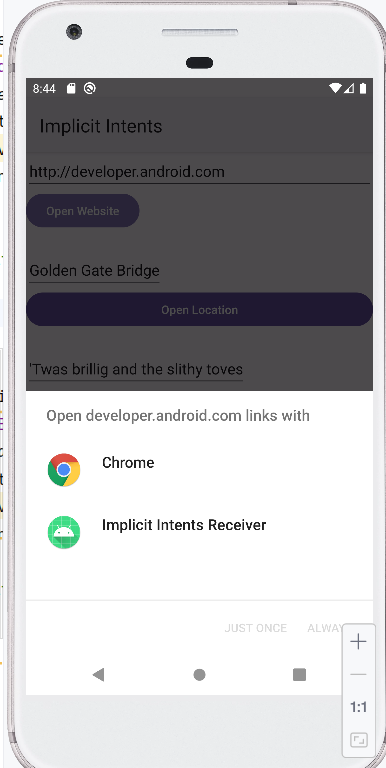 8:44
Implicit Intents
http://developer.android.com
Open Website
Golden Gate Bridge
Open Location
'Twas brillig and the slithy toves
Open developer.android.com links with
Chrome
Implicit Intents Receiver
JUST ONCE
1:1